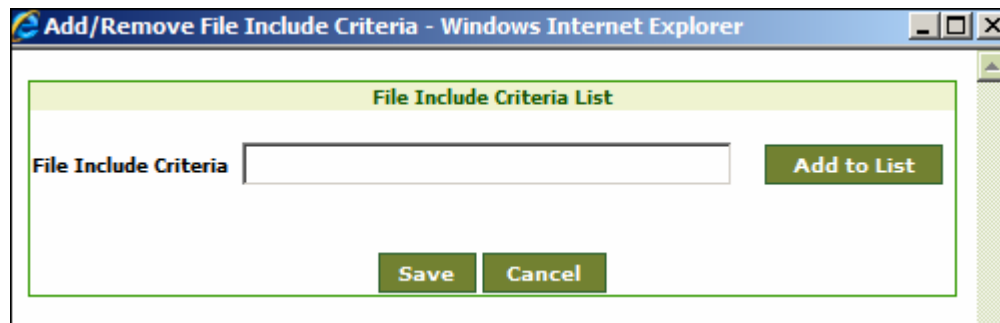 Add/Remove File Include Criteria - Windows Internet Explorer
File Include Criteria List
File Include Criteria Add to List
Save Cancel